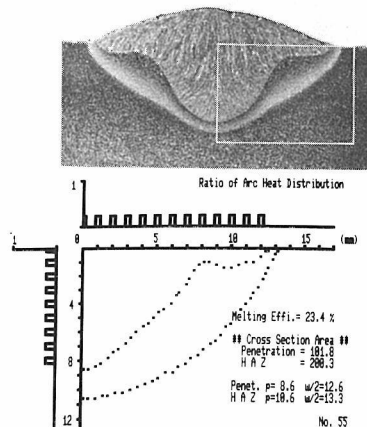 Ratio of Arc Heat Distribution
1
1
5
10
15
(mm)
4
8
12
Melting Effi.= 23.4 %
## Cross Section Area ##
Penetration = 101.8
H A Z = 200.3
Penet. p= 8.6 w/2=12.6
H A Z p=10.6 w/2=13.3
No. 55